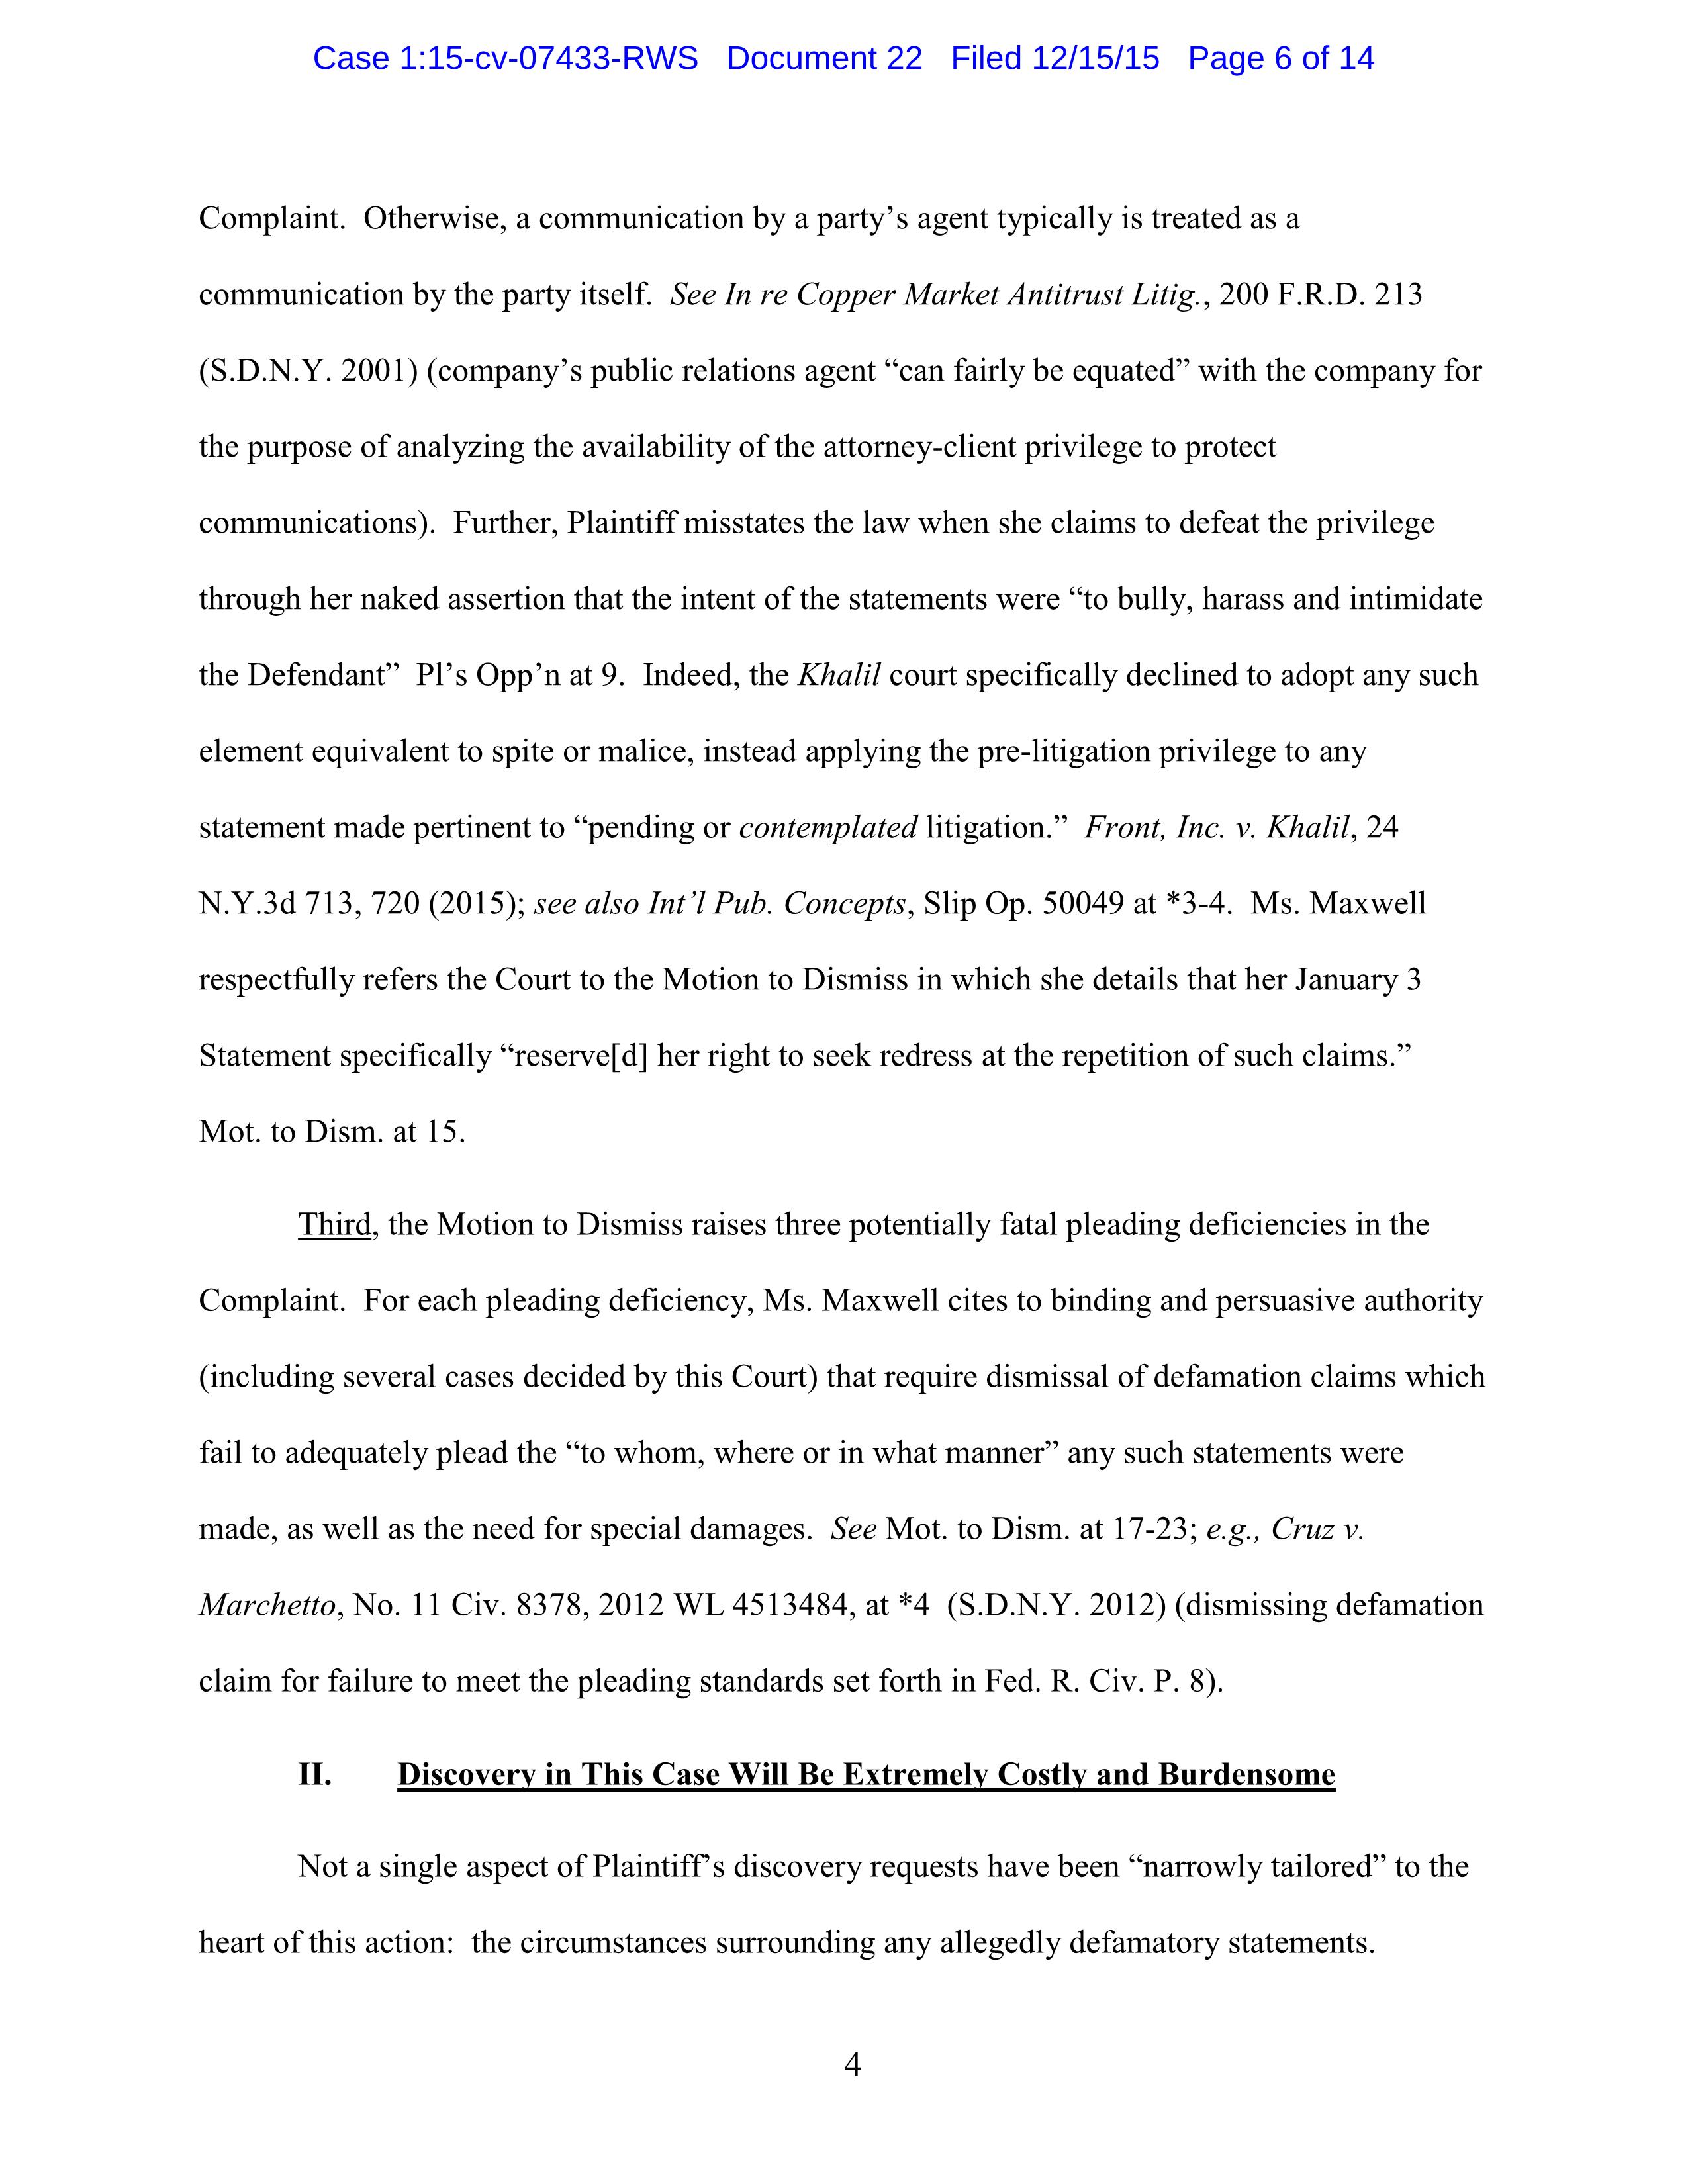 Case 1:15-cv-07433-RWS Document 22 Filed 12/15/15 Page 6 of 14
Complaint. Otherwise, a communication by a party’s agent typically is treated as a
communication by the party itself. See In re Copper Market Antitrust Litig., 200 F.R.D. 213
(S.D.N.Y. 2001) (company’s public relations agent “can fairly be equated” with the company for
the purpose of analyzing the availability of the attorney-client privilege to protect
communications). Further, Plaintiff misstates the law when she claims to defeat the privilege
through her naked assertion that the intent of the statements were “to bully, harass and intimidate
the Defendant” Pl’s Opp’n at 9. Indeed, the Khalil court specifically declined to adopt any such
element equivalent to spite or malice, instead applying the pre-litigation privilege to any
statement made pertinent to “pending or contemplated litigation.” Front, Inc. v. Khalil, 24
N.Y.3d 713, 720 (2015); see also Int’l Pub. Concepts, Slip Op. 50049 at *3-4. Ms. Maxwell
respectfully refers the Court to the Motion to Dismiss in which she details that her January 3
Statement specifically “reserve[d] her right to seek redress at the repetition of such claims.”
Mot. to Dism. at 15.
Third, the Motion to Dismiss raises three potentially fatal pleading deficiencies in the
Complaint. For each pleading deficiency, Ms. Maxwell cites to binding and persuasive authority
(including several cases decided by this Court) that require dismissal of defamation claims which
fail to adequately plead the “to whom, where or in what manner” any such statements were
made, as well as the need for special damages. See Mot. to Dism. at 17-23; e.g., Cruz v.
Marchetto, No. 11 Civ. 8378, 2012 WL 4513484, at *4 (S.D.N.Y. 2012) (dismissing defamation
claim for failure to meet the pleading standards set forth in Fed. R. Civ. P. 8).
II. Discovery in This Case Will Be Extremely Costly and Burdensome
Not a single aspect of Plaintiff’s discovery requests have been “narrowly tailored” to the
heart of this action: the circumstances surrounding any allegedly defamatory statements.
4